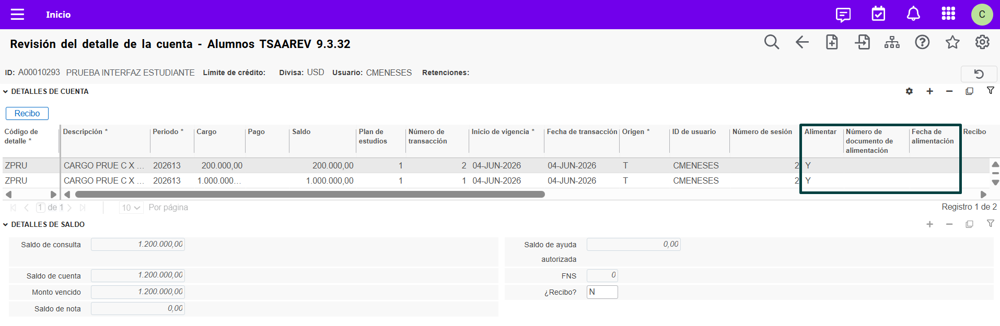 Inicio
C
Revisión del detalle de la cuenta - Alumnos TSAAREV 9.3.32
ID: A00010293 PRUEBA INTERFAZ ESTUDIANTE Límite de crédito: Divisa: USD Usuario: CMENESES Retenciones:
DETALLES DE CUENTA
Recibo
Código de detalle * Descripción * Periodo * Cargo Pago Saldo Plan de estudios Número de transacción Inicio de vigencia * Fecha de transacción Origen * ID de usuario Número de sesión Alimentar Número de documento de alimentación Fecha de alimentación Recibo
ZPRU CARGO PRUE C X ... 202613 200.000,00 200.000,00 1 2 04-JUN-2026 04-JUN-2026 T CMENESES 2 Y
ZPRU CARGO PRUE C X ... 202613 1.000.000... 1.000.000,00 1 1 04-JUN-2026 04-JUN-2026 T CMENESES 2 Y
1 de 1 10 Por página Registro 1 de 2
DETALLES DE SALDO
Saldo de consulta 1.200.000,00 Saldo de ayuda autorizada 0,00
Saldo de cuenta 1.200.000,00 FNS 0
Monto vencido 1.200.000,00 ¿Recibo? N
Saldo de nota 0,00